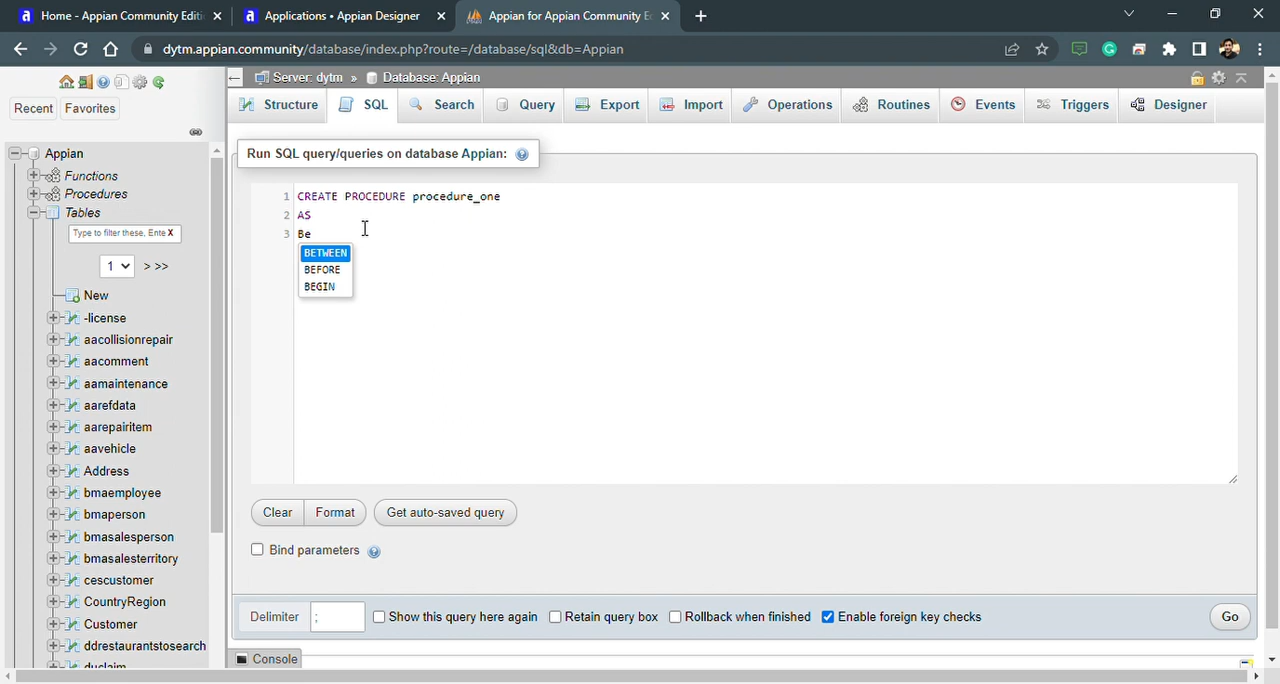 Home - Appian Community Editi
Applications • Appian Designer
Appian for Appian Community E
dytm.appian.community/database/index.php?route=/database/sql&db=Appian
Server: dytm » Database: Appian
Recent Favorites
Structure SQL Search Query Export Import Operations Routines Events Triggers Designer
Run SQL query/queries on database Appian:
1 CREATE PROCEDURE procedure_one
2 AS
3 Be
BETWEEN
BEFORE
BEGIN
Appian
Functions
Procedures
Tables
Type to filter these, Ente X
1 > >>
New
-license
aacollisionrepair
aacomment
aamaintenance
aarefdata
aarepairitem
aavehicle
Address
bmaemployee
bmaperson
bmasalesperson
bmasalesterritory
cescustomer
CountryRegion
Customer
ddrestaurantstosearch
duclaim
Clear Format Get auto-saved query
Bind parameters
Delimiter ; Show this query here again Retain query box Rollback when finished Enable foreign key checks Go
Console